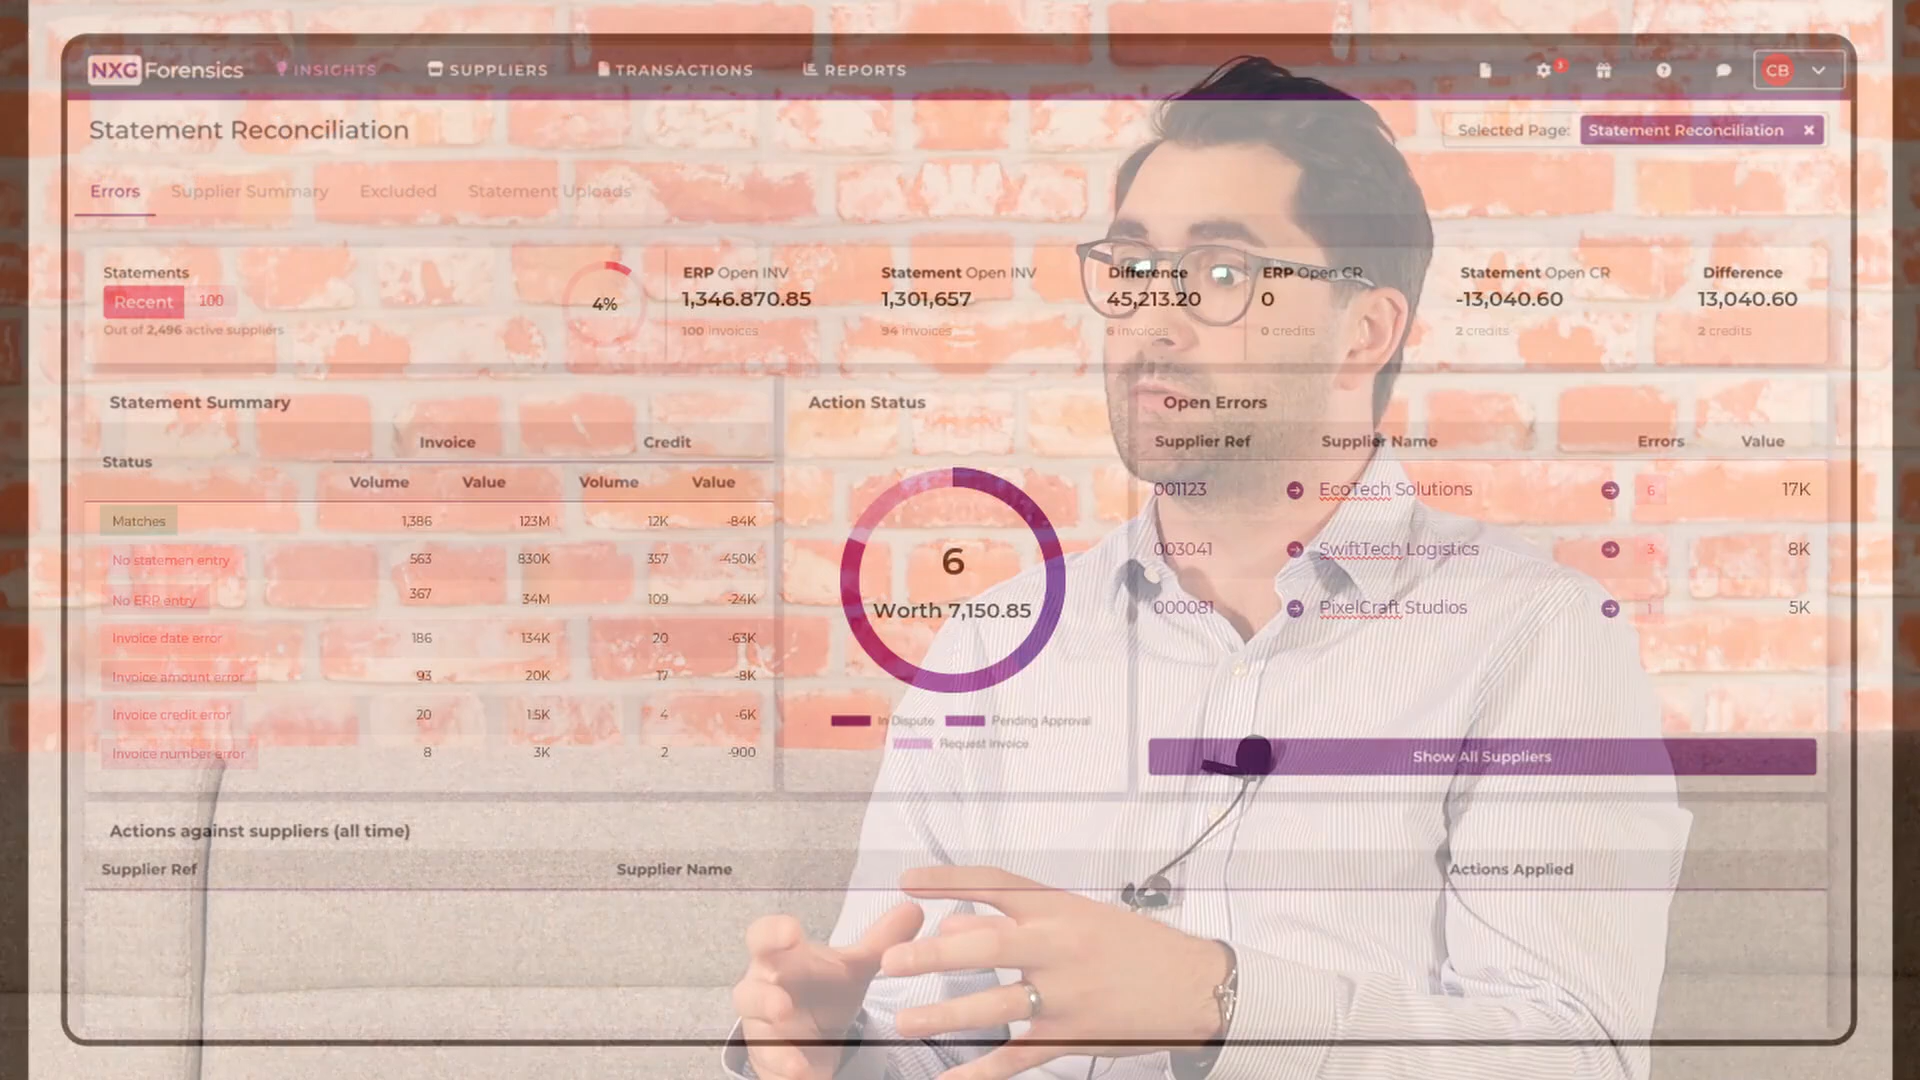 NXG Forensics INSIGHTS SUPPLIERS TRANSACTIONS REPORTS 3 CB
Statement Reconciliation
Selected Page: Statement Reconciliation ×
Errors Supplier Summary Excluded Statement Uploads
Statements
Recent 100
Out of 2,496 active suppliers
4%
ERP Open INV
1,346.870.85
100 invoices
Statement Open INV
1,301,657
94 invoices
Difference
45,213.20
6 invoices
ERP Open CR
0
0 credits
Statement Open CR
-13,040.60
2 credits
Difference
13,040.60
2 credits
Statement Summary
Invoice Credit
Status
Volume Value Volume Value
Matches 1,386 123M 12K -84K
No statemen entry 563 830K 357 -450K
No ERP entry 367 34M 109 -24K
Invoice date error 186 134K 20 -63K
Invoice amount error 93 20K 17 -8K
Invoice credit error 20 1.5K 4 -6K
Invoice number error 8 3K 2 -900
Action Status
6
Worth 7,150.85
In Dispute Pending Approval
Request Invoice
Open Errors
Supplier Ref Supplier Name Errors Value
001123 EcoTech Solutions 6 17K
003041 SwiftTech Logistics 3 8K
000081 PixelCraft Studios 1 5K
Show All Suppliers
Actions against suppliers (all time)
Supplier Ref Supplier Name Actions Applied